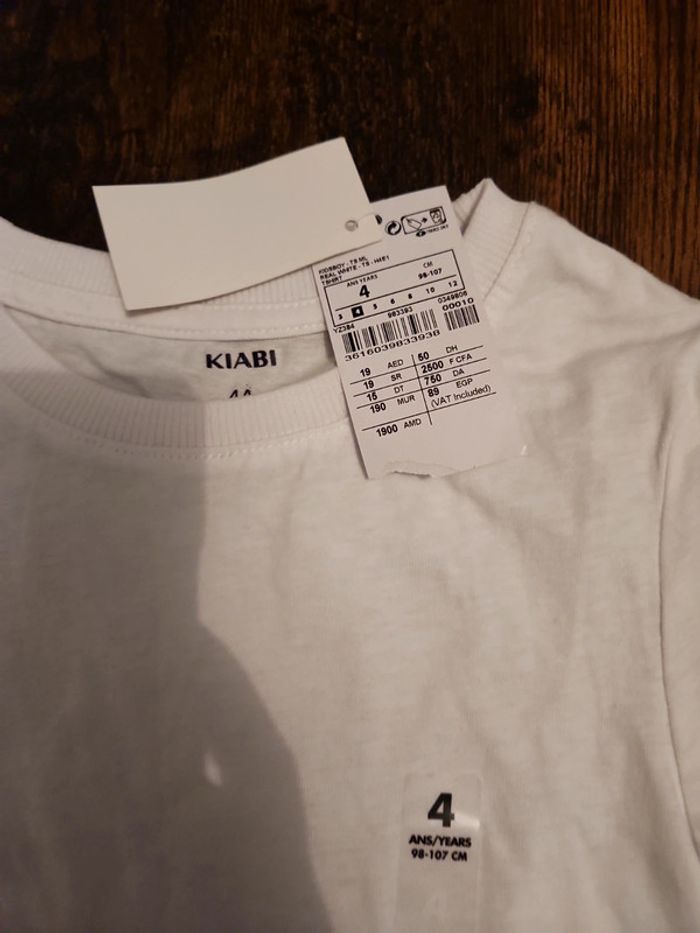 KIDSBOY - TS ML
REAL WHITE - TS - H4E1
TSHIRT
ANS YEARS CM
4 98-107
3 4 5 6 8 10 12
YZ384 983393 0349806
00010
3616039833938
19 AED 50 DH
19 SR 2500 F CFA
15 DT 750 DA
190 MUR 89 EGP
(VAT Included)
1900 AMD
KIABI
4
ANS/YEARS
98-107 CM